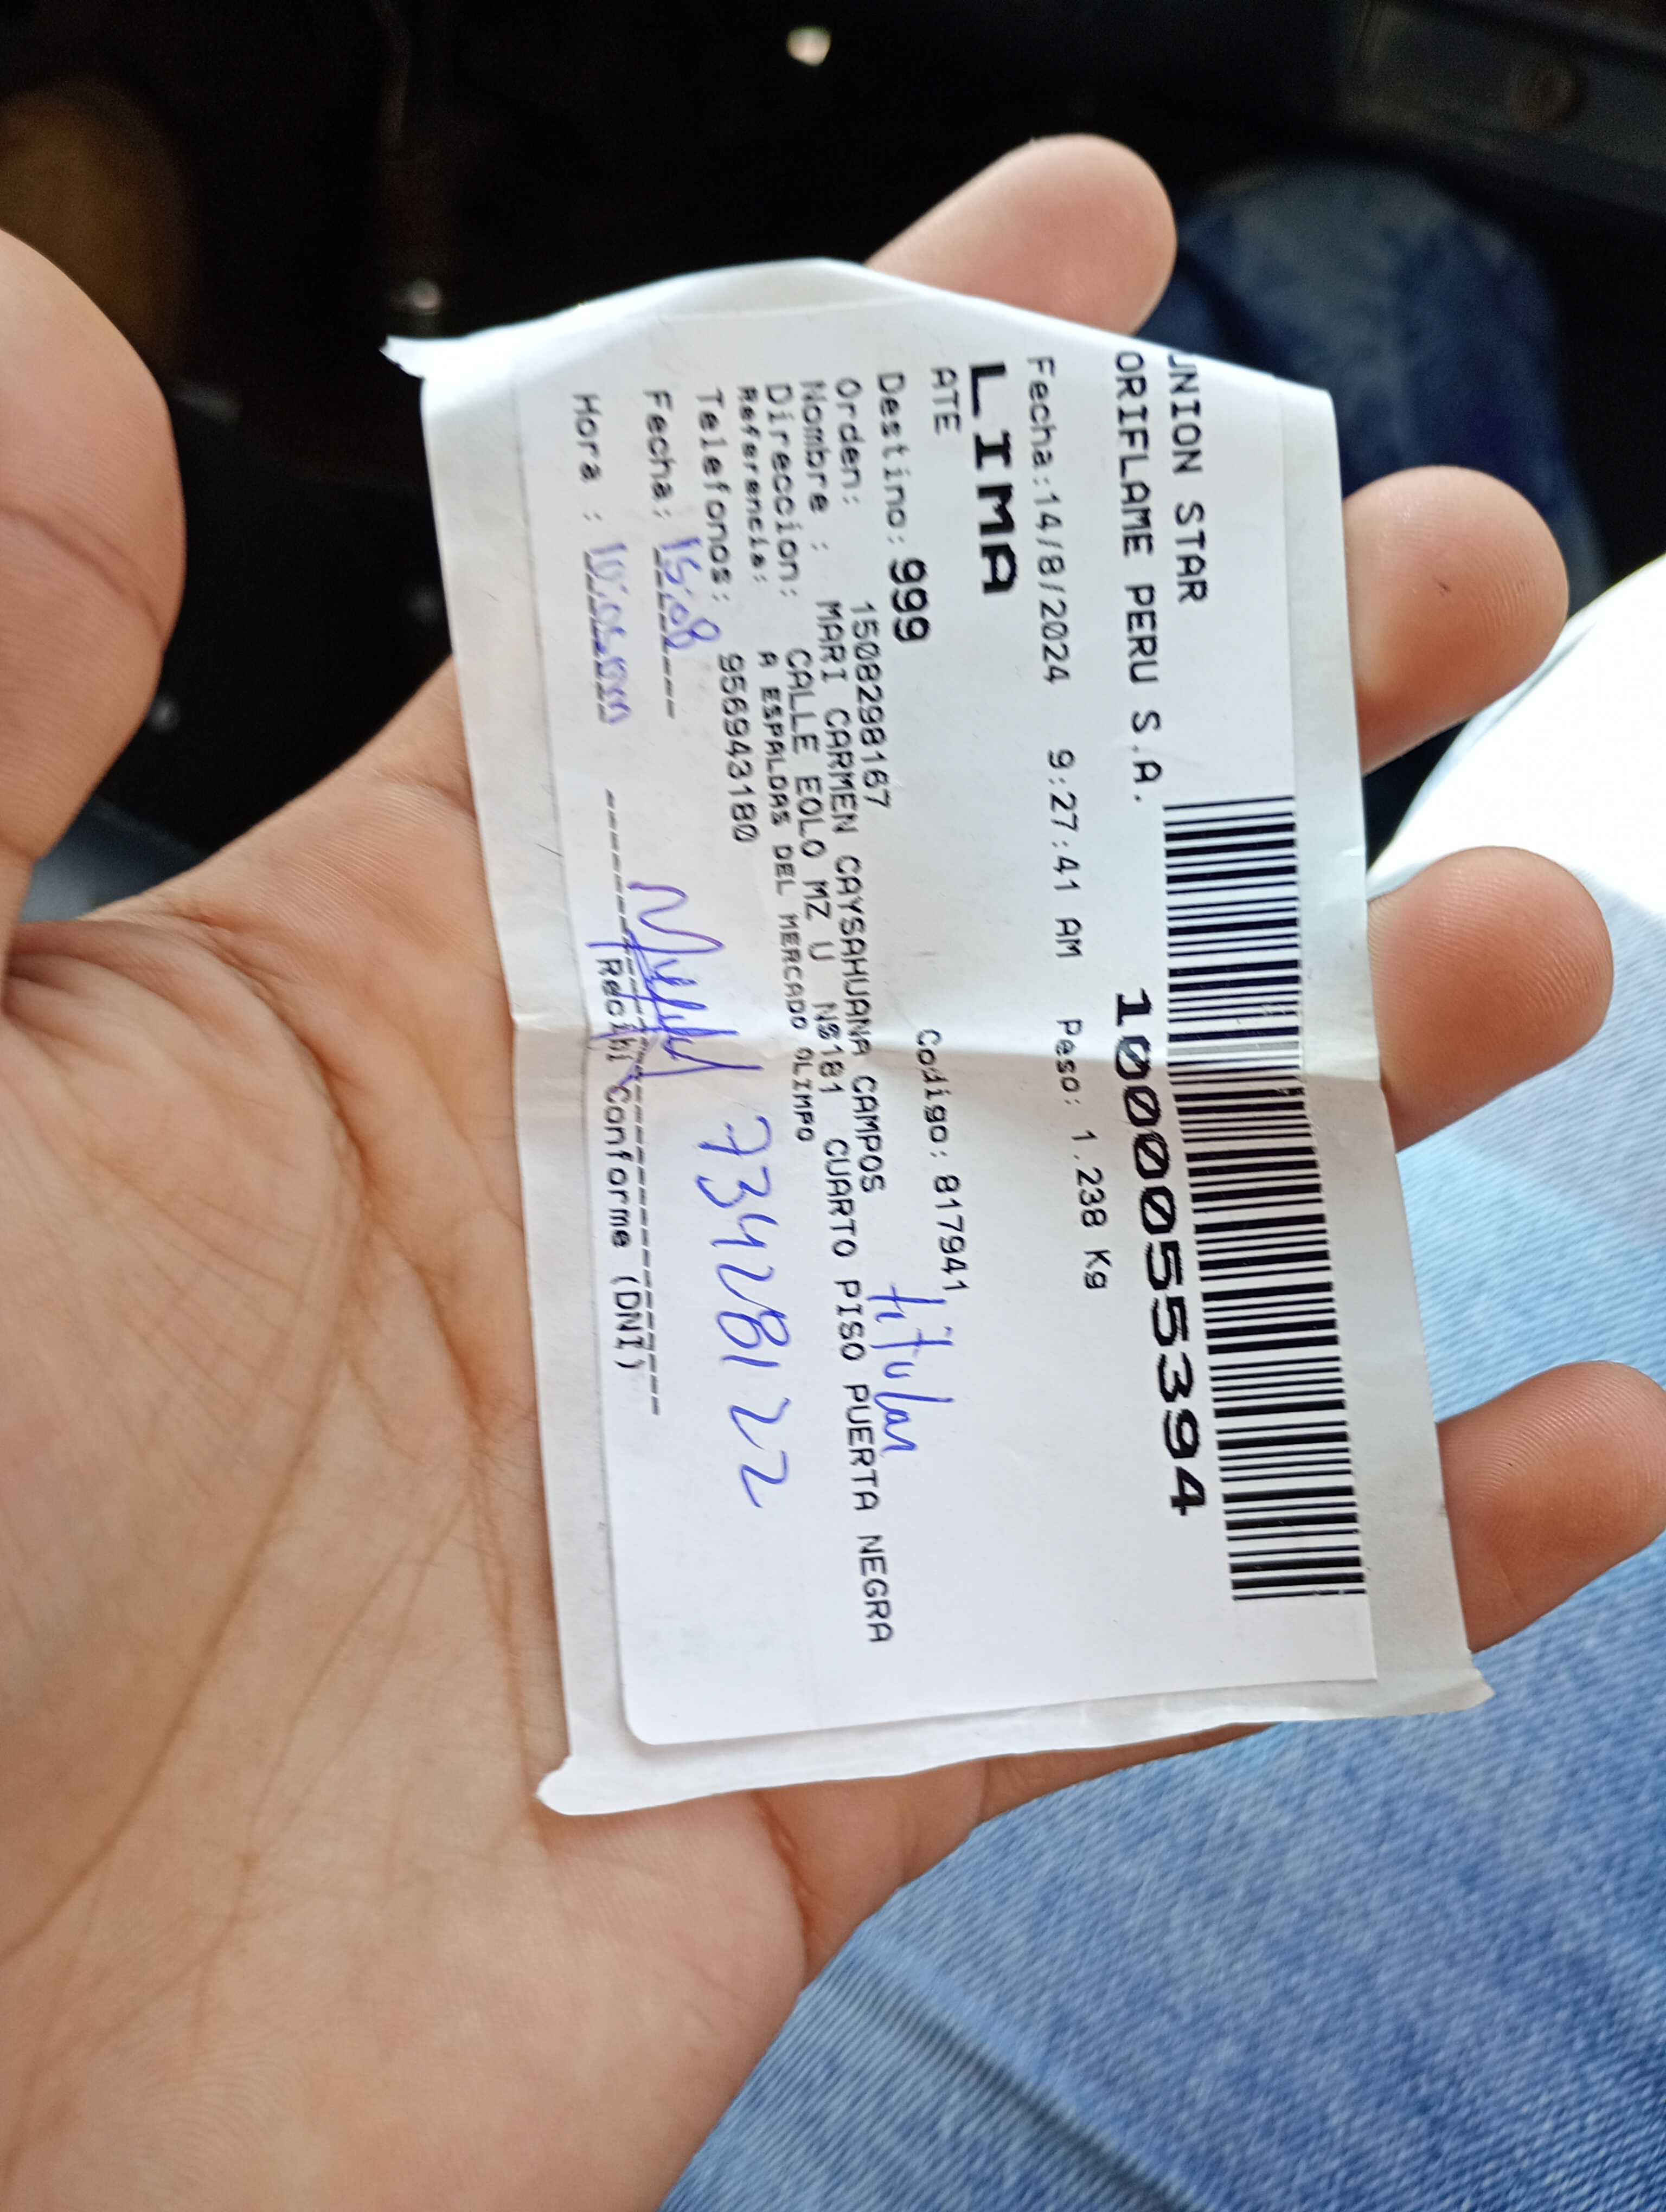 UNION STAR
ORIFLAME PERU S.A. 1000055394
Fecha:14/8/2024 9:27:41 AM Peso: 1.238 Kg
LIMA
ATE
Destino: 999 Codigo: 817941
Orden: 1508298167 titular
Nombre : MARI CARMEN CAYSAHUANA CAMPOS
Direccion: CALLE EOLO MZ U NS181 CUARTO PISO PUERTA NEGRA
Referencia: A ESPALDAS DEL MERCADO OLIMPO
Telefonos: 956943180
Fecha: 15:08 73428122
Hora :
Recibi Conforme (DNI)